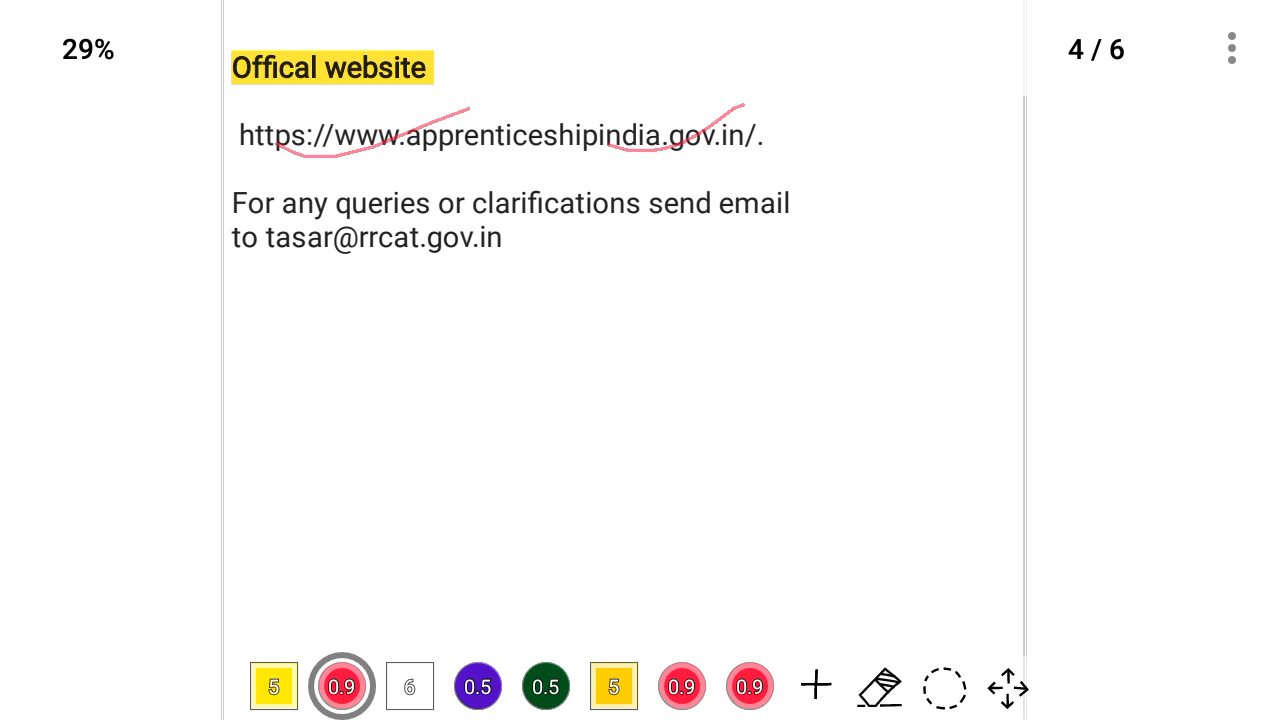 29%
4 / 6
Offical website
https://www.apprenticeshipindia.gov.in/.
For any queries or clarifications send email
to tasar@rrcat.gov.in
5 0.9 6 0.5 0.5 5 0.9 0.9